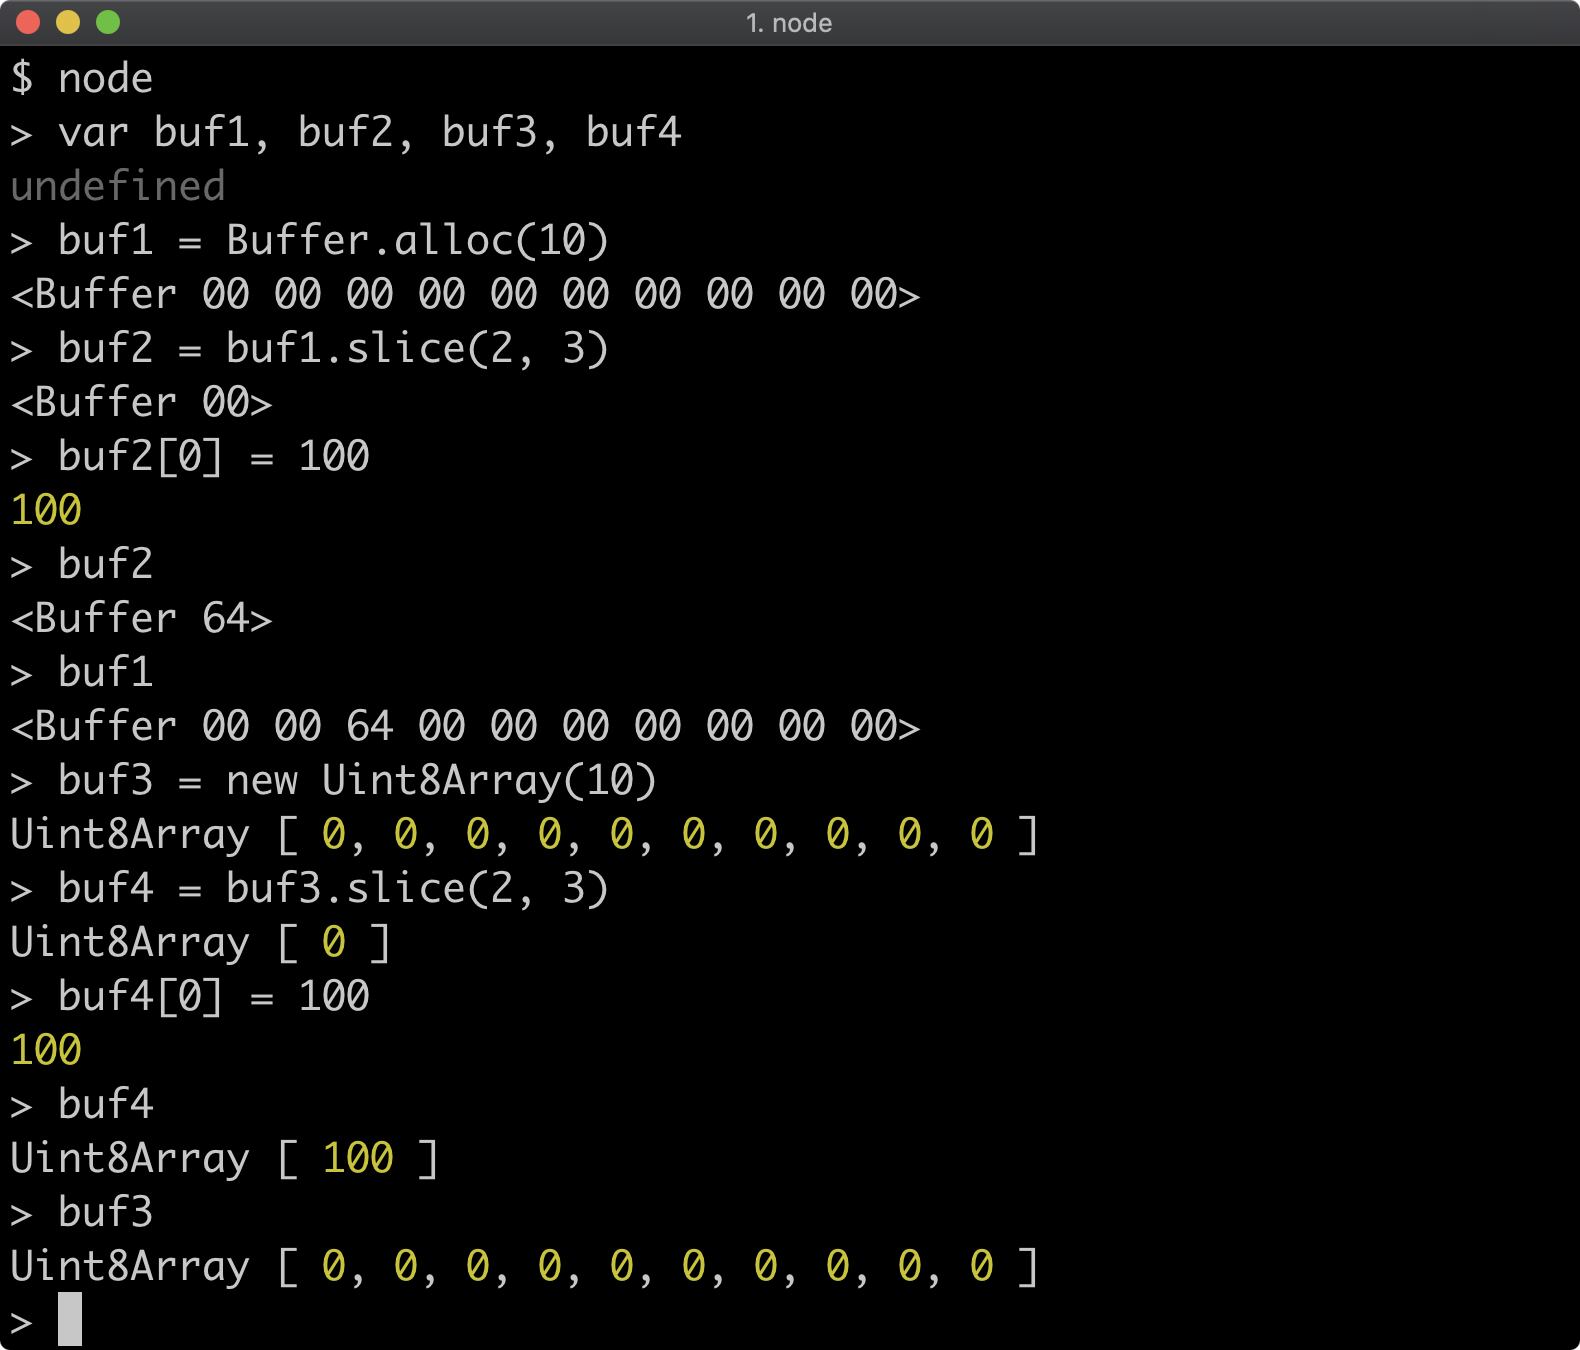 1. node
$ node
> var buf1, buf2, buf3, buf4
undefined
> buf1 = Buffer.alloc(10)
<Buffer 00 00 00 00 00 00 00 00 00 00>
> buf2 = buf1.slice(2, 3)
<Buffer 00>
> buf2[0] = 100
100
> buf2
<Buffer 64>
> buf1
<Buffer 00 00 64 00 00 00 00 00 00 00>
> buf3 = new Uint8Array(10)
Uint8Array [ 0, 0, 0, 0, 0, 0, 0, 0, 0, 0 ]
> buf4 = buf3.slice(2, 3)
Uint8Array [ 0 ]
> buf4[0] = 100
100
> buf4
Uint8Array [ 100 ]
> buf3
Uint8Array [ 0, 0, 0, 0, 0, 0, 0, 0, 0, 0 ]
>